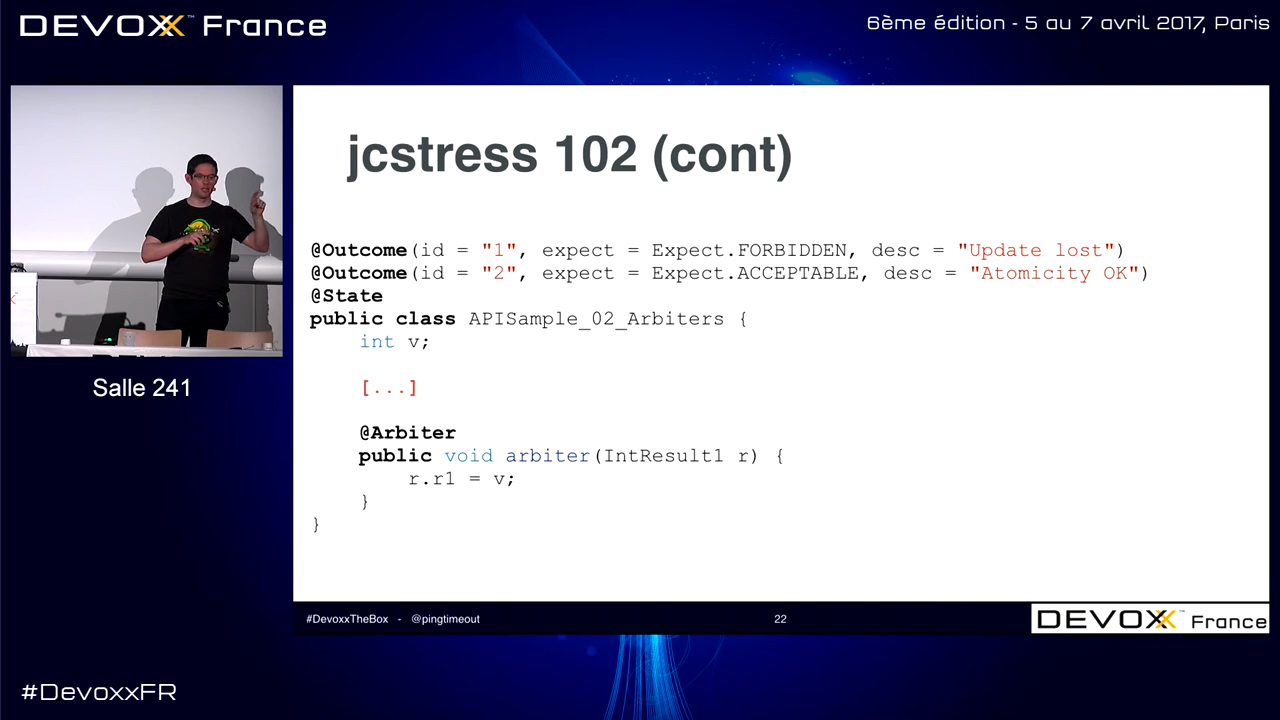 DEVOXX™ France
6ème édition - 5 au 7 avril 2017, Paris
jcstress 102 (cont)
@Outcome(id = "1", expect = Expect.FORBIDDEN, desc = "Update lost")
@Outcome(id = "2", expect = Expect.ACCEPTABLE, desc = "Atomicity OK")
@State
public class APISample_02_Arbiters {
    int v;
    [...]
    @Arbiter
    public void arbiter(IntResult1 r) {
        r.r1 = v;
    }
}
Salle 241
#DevoxxTheBox - @pingtimeout
22
DEVOXX™ France
#DevoxxFR